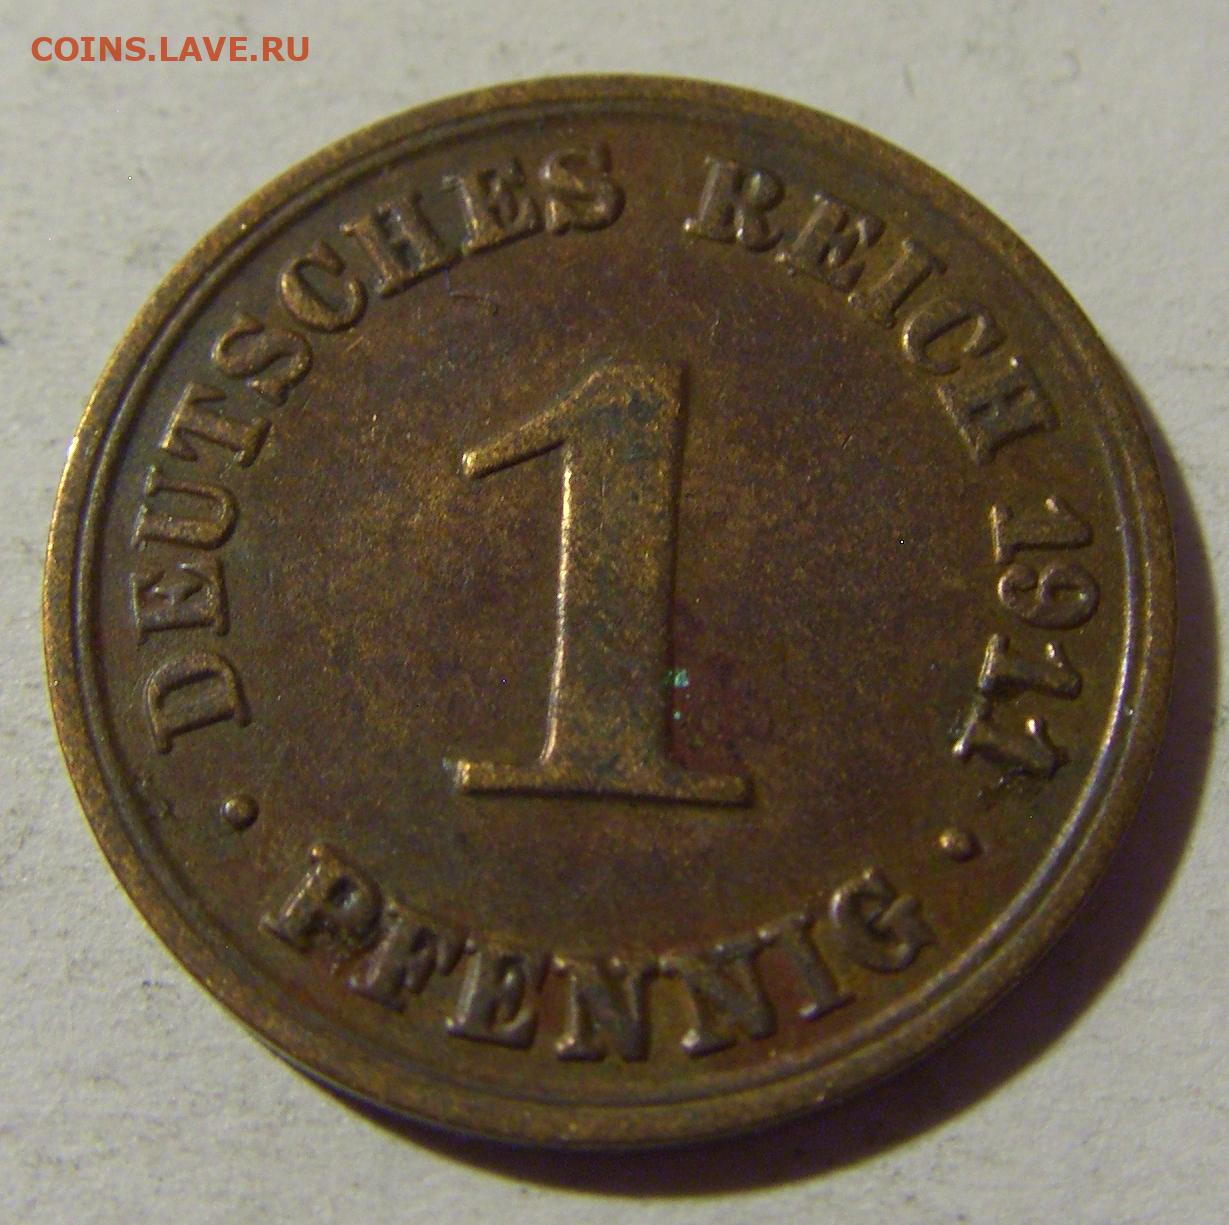 COINS.LAVE.RU
DEUTSCHES REICH 1911
1
· PFENNIG ·